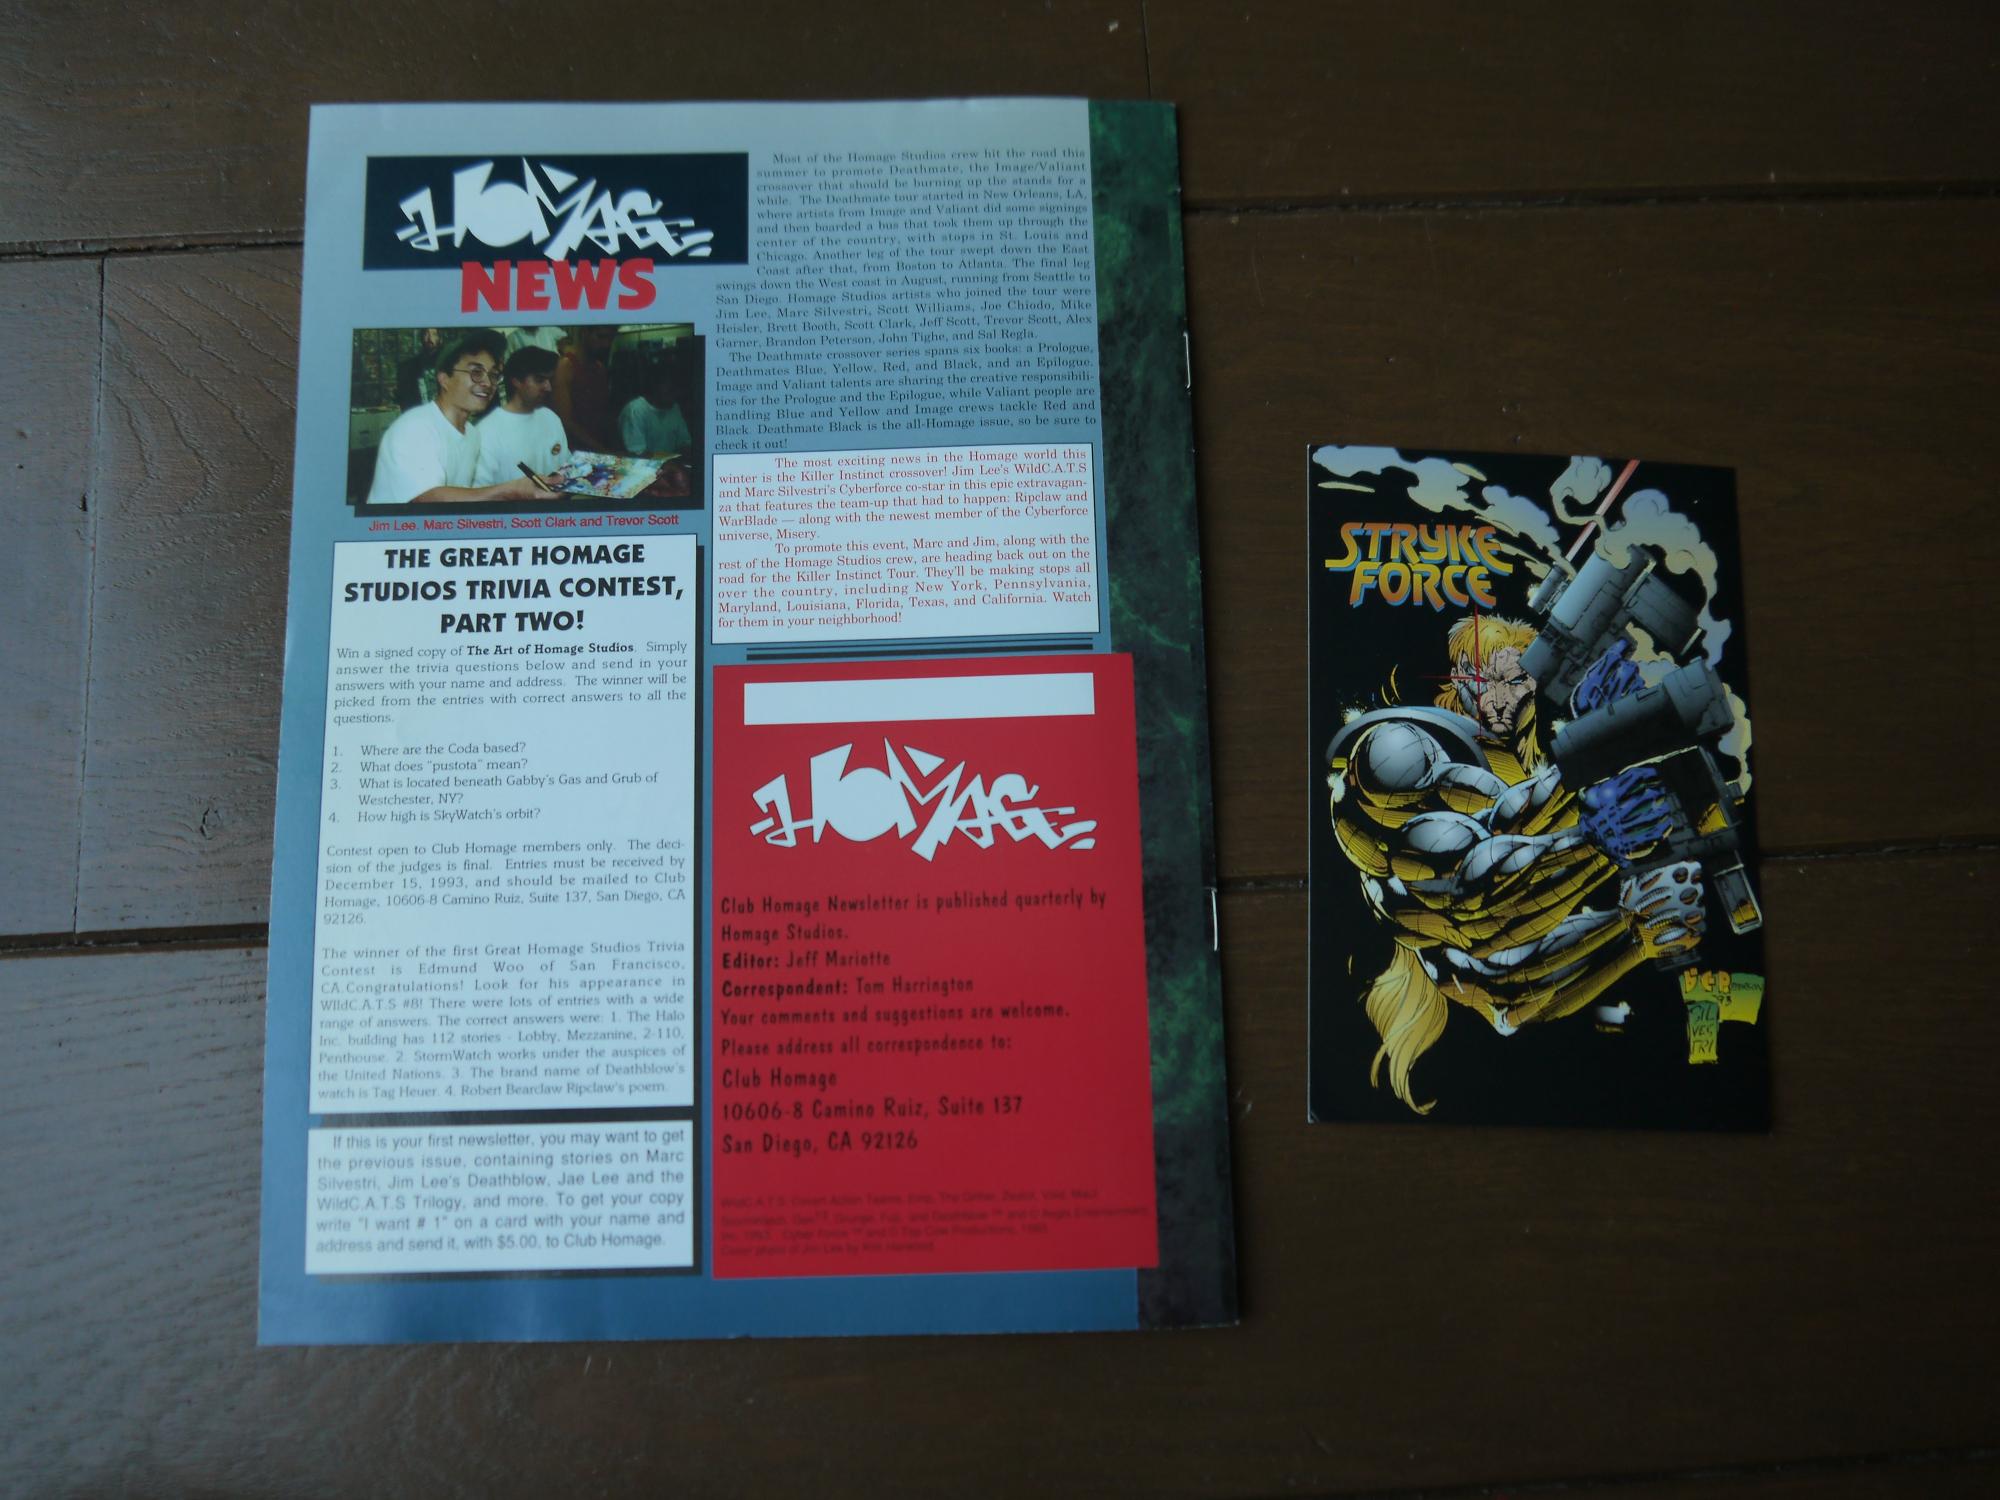 HOMAGE
NEWS
Jim Lee, Marc Silvestri, Scott Clark and Trevor Scott
THE GREAT HOMAGE
STUDIOS TRIVIA CONTEST,
PART TWO!
Win a signed copy of The Art of Homage Studios. Simply
answer the trivia questions below and send in your
answers with your name and address. The winner will be
picked from the entries with correct answers to all the
questions.
1. Where are the Coda based?
2. What does "pustota" mean?
3. What is located beneath Gabby's Gas and Grub of
Westchester, NY?
4. How high is SkyWatch's orbit?
Contest open to Club Homage members only. The deci-
sion of the judges is final. Entries must be received by
December 15, 1993, and should be mailed to Club
Homage, 10606-8 Camino Ruiz, Suite 137, San Diego, CA
92126.
The winner of the first Great Homage Studios Trivia
Contest is Edmund Woo of San Francisco,
CA.Congratulations! Look for his appearance in
WildC.A.T.S #8! There were lots of entries with a wide
range of answers. The correct answers were: 1. The Halo
Inc. building has 112 stories - Lobby, Mezzanine, 2-110,
Penthouse. 2. StormWatch works under the auspices of
the United Nations. 3. The brand name of Deathblow's
watch is Tag Heuer. 4. Robert Bearclaw Ripclaw's poem.
If this is your first newsletter, you may want to get
the previous issue, containing stories on Marc
Silvestri, Jim Lee's Deathblow, Jae Lee and the
WildC.A.T.S Trilogy, and more. To get your copy
write "I want # 1" on a card with your name and
address and send it, with $5.00, to Club Homage.
Most of the Homage Studios crew hit the road this
summer to promote Deathmate, the Image/Valiant
crossover that should be burning up the stands for a
while. The Deathmate tour started in New Orleans, LA,
where artists from Image and Valiant did some signings
and then boarded a bus that took them up through the
center of the country, with stops in St. Louis and
Chicago. Another leg of the tour swept down the East
Coast after that, from Boston to Atlanta. The final leg
swings down the West coast in August, running from Seattle to
San Diego. Homage Studios artists who joined the tour were
Jim Lee, Marc Silvestri, Scott Williams, Joe Chiodo, Mike
Heisler, Brett Booth, Scott Clark, Jeff Scott, Trevor Scott, Alex
Garner, Brandon Peterson, John Tighe, and Sal Regla.
The Deathmate crossover series spans six books: a Prologue,
Deathmates Blue, Yellow, Red, and Black, and an Epilogue.
Image and Valiant talents are sharing the creative responsibili-
ties for the Prologue and the Epilogue, while Valiant people are
handling Blue and Yellow and Image crews tackle Red and
Black. Deathmate Black is the all-Homage issue, so be sure to
check it out!
The most exciting news in the Homage world this
winter is the Killer Instinct crossover! Jim Lee's WildC.A.T.S
and Marc Silvestri's Cyberforce co-star in this epic extravagan-
za that features the team-up that had to happen: Ripclaw and
WarBlade — along with the newest member of the Cyberforce
universe, Misery.
To promote this event, Marc and Jim, along with the
rest of the Homage Studios crew, are heading back out on the
road for the Killer Instinct Tour. They'll be making stops all
over the country, including New York, Pennsylvania,
Maryland, Louisiana, Florida, Texas, and California. Watch
for them in your neighborhood!
HOMAGE
Club Homage Newsletter is published quarterly by
Homage Studios.
Editor: Jeff Mariotte
Correspondent: Tom Harrington
Your comments and suggestions are welcome.
Please address all correspondence to:
Club Homage
10606-8 Camino Ruiz, Suite 137
San Diego, CA 92126
Cover photo of Jim Lee by
STRYKE
FORCE
'93
SIL
VES
TRI